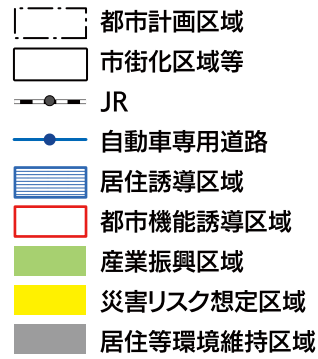 都市計画区域
市街化区域等
JR
自動車専用道路
居住誘導区域
都市機能誘導区域
産業振興区域
災害リスク想定区域
居住等環境維持区域